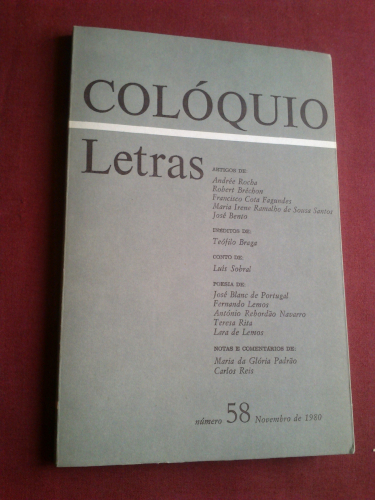 COLÓQUIO
Letras
ARTIGOS DE:
Andrée Rocha
Robert Bréchon
Francisco Cota Fagundes
Maria Irene Ramalho de Sousa Santos
José Bento
INÉDITOS DE:
Teófilo Braga
CONTO DE:
Luís Sobral
POESIA DE:
José Blanc de Portugal
Fernando Lemos
António Rebordão Navarro
Teresa Rita
Lara de Lemos
NOTAS E COMENTÁRIOS DE:
Maria da Glória Padrão
Carlos Reis
número 58 Novembro de 1980